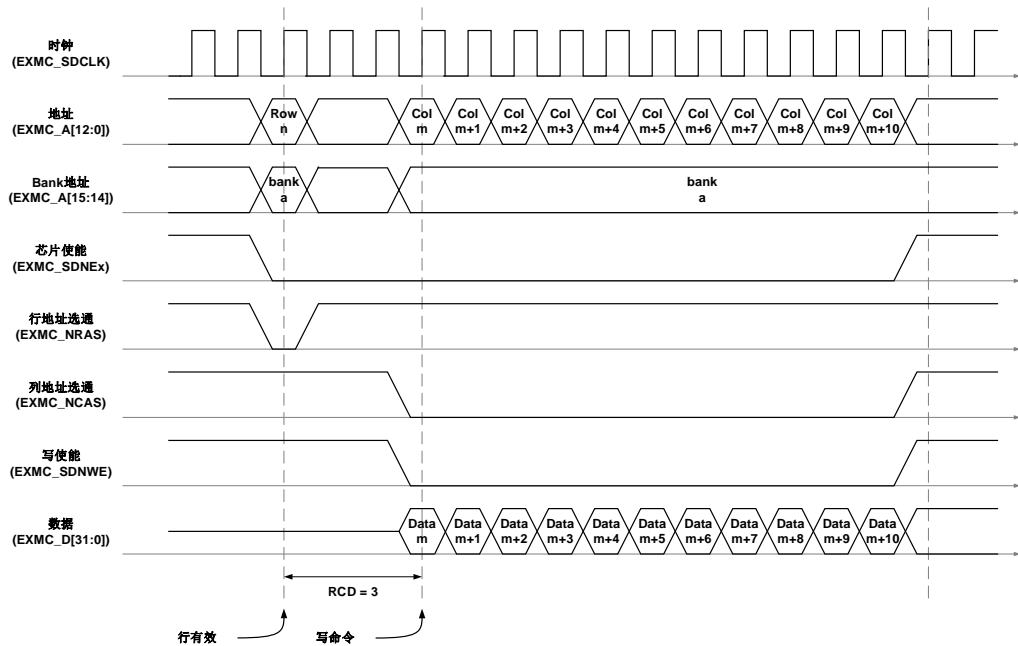 时钟
(EXMC_SDCLK)
地址
(EXMC_A[12:0])
Row
n
Col
m
Col
m+1
Col
m+2
Col
m+3
Col
m+4
Col
m+5
Col
m+6
Col
m+7
Col
m+8
Col
m+9
Col
m+10
Bank地址
(EXMC_A[15:14])
bank
a
bank
a
芯片使能
(EXMC_SDNEx)
行地址选通
(EXMC_NRAS)
列地址选通
(EXMC_NCAS)
写使能
(EXMC_SDNWE)
数据
(EXMC_D[31:0])
Data
m
Data
m+1
Data
m+2
Data
m+3
Data
m+4
Data
m+5
Data
m+6
Data
m+7
Data
m+8
Data
m+9
Data
m+10
RCD = 3
行有效
写命令